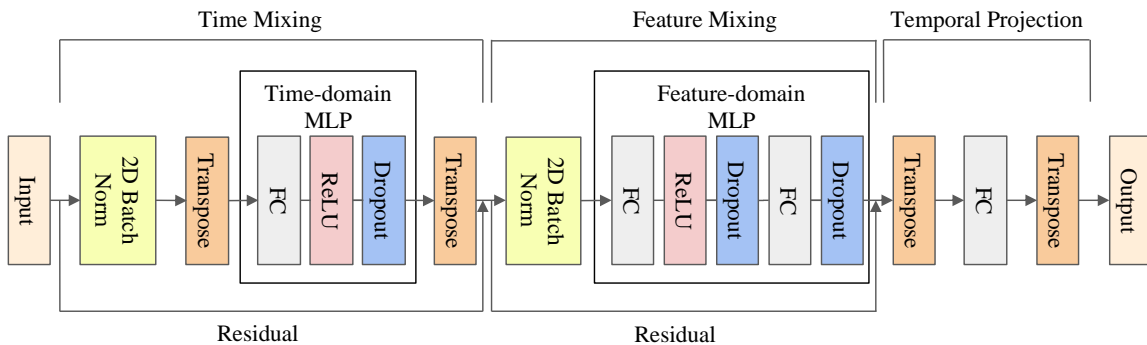 Time Mixing
Feature Mixing
Temporal Projection
Time-domain
MLP
Feature-domain
MLP
Input
2D Batch
Norm
Transpose
FC
ReLU
Dropout
Transpose
2D Batch
Norm
FC
ReLU
Dropout
FC
Dropout
Transpose
FC
Transpose
Output
Residual
Residual